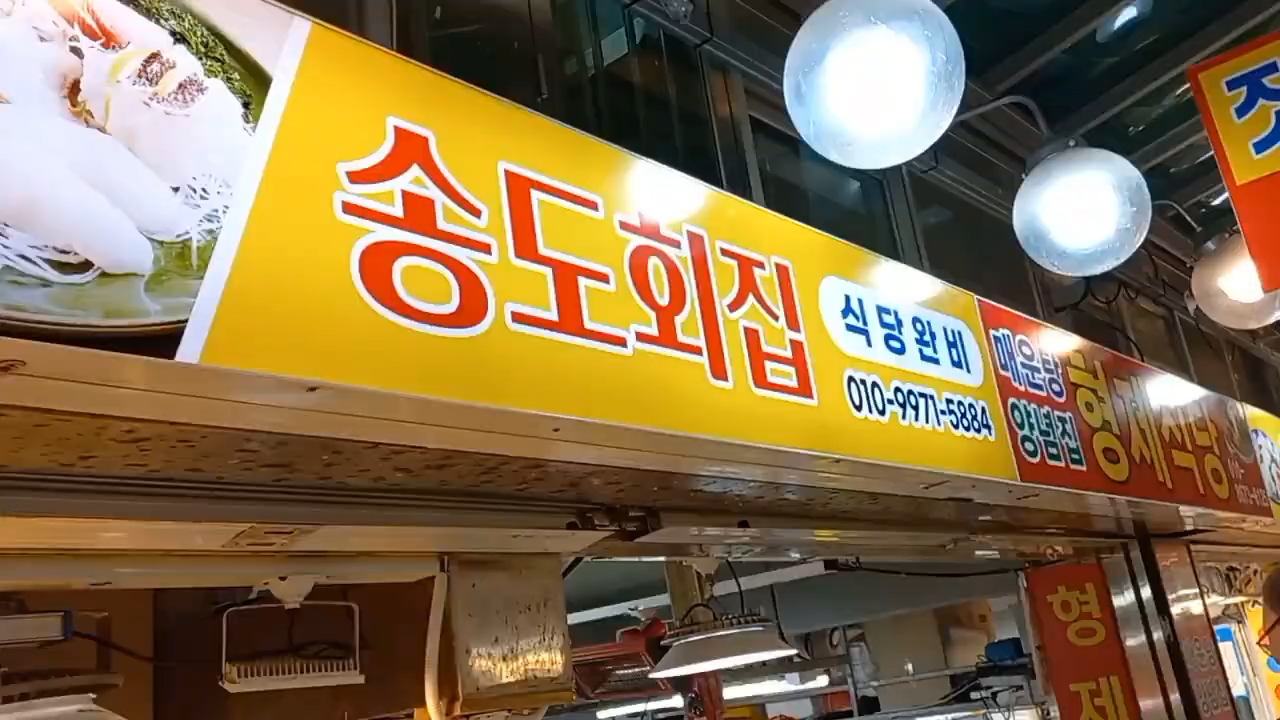 송도회집
식당완비
010-9971-5884
매운탕
양념집
형제식당
젓
형
제